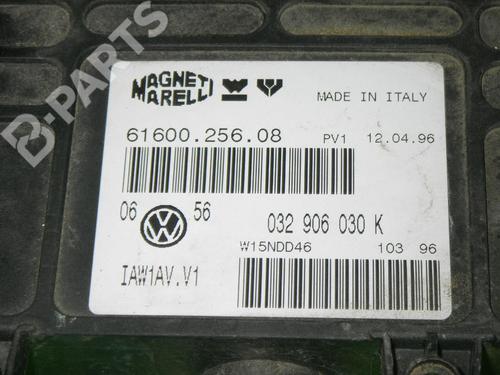 B-PARTS
MAGNETI
MARELLI
MADE IN ITALY
61600.256.08
PV1 12.04.96
06 56
032 906 030 K
W15NDD46 103 96
IAW1AV.V1